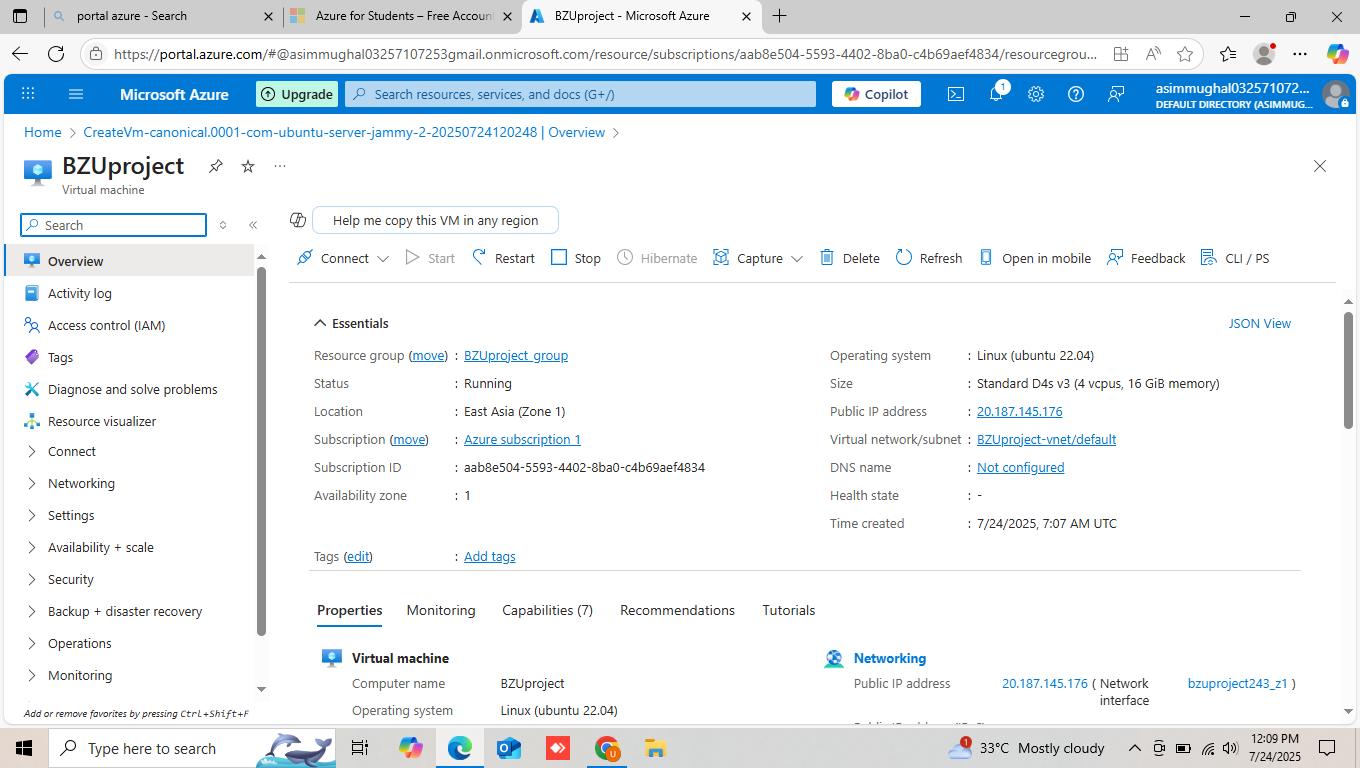 portal azure - Search
Azure for Students – Free Accoun
BZUproject - Microsoft Azure
https://portal.azure.com/#@asimmughal03257107253gmail.onmicrosoft.com/resource/subscriptions/aab8e504-5593-4402-8ba0-c4b69aef4834/resourcegrou...
Microsoft Azure
Upgrade
Search resources, services, and docs (G+/)
Copilot
1
asimmughal032571072...
DEFAULT DIRECTORY (ASIMMUG...
Home > CreateVm-canonical.0001-com-ubuntu-server-jammy-2-20250724120248 | Overview >
BZUproject
Virtual machine
Search
Help me copy this VM in any region
Connect Start Restart Stop Hibernate Capture Delete Refresh Open in mobile Feedback CLI / PS
Overview
Activity log
Access control (IAM)
Tags
Diagnose and solve problems
Resource visualizer
Connect
Networking
Settings
Availability + scale
Security
Backup + disaster recovery
Operations
Monitoring
Add or remove favorites by pressing Ctrl+Shift+F
Essentials
JSON View
Resource group (move) : BZUproject_group
Status : Running
Location : East Asia (Zone 1)
Subscription (move) : Azure subscription 1
Subscription ID : aab8e504-5593-4402-8ba0-c4b69aef4834
Availability zone : 1
Operating system : Linux (ubuntu 22.04)
Size : Standard D4s v3 (4 vcpus, 16 GiB memory)
Public IP address : 20.187.145.176
Virtual network/subnet : BZUproject-vnet/default
DNS name : Not configured
Health state : -
Time created : 7/24/2025, 7:07 AM UTC
Tags (edit) : Add tags
Properties Monitoring Capabilities (7) Recommendations Tutorials
Virtual machine
Computer name BZUproject
Operating system Linux (ubuntu 22.04)
Networking
Public IP address 20.187.145.176 ( Network interface bzuproject243_z1 )
Type here to search
1
33°C Mostly cloudy
12:09 PM
7/24/2025